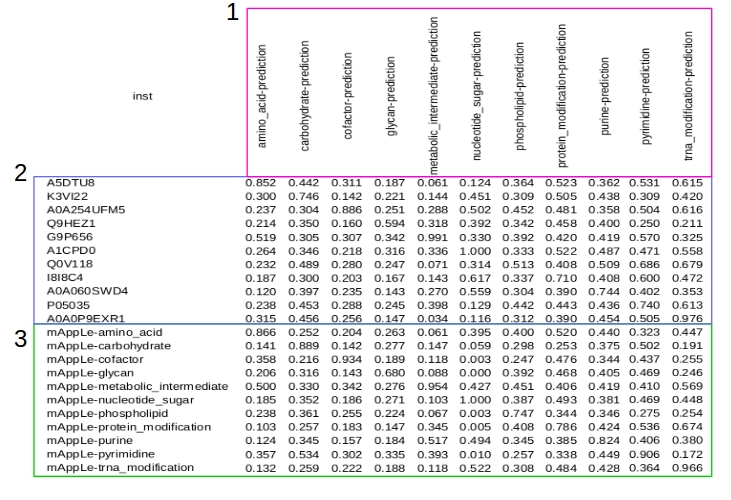 1
inst
amino_acid-prediction
carbohydrate-prediction
cofactor-prediction
glycan-prediction
metabolic_intermediate-prediction
nucleotide_sugar-prediction
phospholipid-prediction
protein_modification-prediction
purine-prediction
pyrimidine-prediction
trna_modification-prediction
2
A5DTU8 0.852 0.442 0.311 0.187 0.061 0.124 0.364 0.523 0.362 0.531 0.615
K3VI22 0.300 0.746 0.142 0.221 0.144 0.451 0.309 0.505 0.438 0.309 0.420
A0A254UFM5 0.237 0.304 0.886 0.251 0.288 0.502 0.452 0.481 0.358 0.504 0.616
Q9HEZ1 0.214 0.350 0.160 0.594 0.318 0.392 0.342 0.458 0.400 0.250 0.211
G9P656 0.519 0.305 0.307 0.342 0.991 0.330 0.392 0.420 0.419 0.570 0.325
A1CPD0 0.264 0.346 0.218 0.316 0.336 1.000 0.333 0.522 0.487 0.471 0.558
Q0V118 0.232 0.489 0.280 0.247 0.071 0.314 0.513 0.408 0.509 0.686 0.679
I8I8C4 0.187 0.300 0.203 0.167 0.143 0.617 0.337 0.710 0.408 0.600 0.472
A0A060SWD4 0.120 0.397 0.235 0.143 0.270 0.559 0.304 0.390 0.744 0.402 0.353
P05035 0.238 0.453 0.288 0.245 0.398 0.129 0.442 0.443 0.436 0.740 0.613
A0A0P9EXR1 0.315 0.456 0.256 0.147 0.034 0.116 0.312 0.390 0.454 0.505 0.976
3
mAppLe-amino_acid 0.866 0.252 0.204 0.263 0.061 0.395 0.400 0.520 0.440 0.323 0.447
mAppLe-carbohydrate 0.141 0.889 0.142 0.277 0.147 0.059 0.298 0.253 0.375 0.502 0.191
mAppLe-cofactor 0.358 0.216 0.934 0.189 0.118 0.003 0.247 0.476 0.344 0.437 0.255
mAppLe-glycan 0.206 0.316 0.143 0.680 0.088 0.000 0.392 0.468 0.405 0.469 0.246
mAppLe-metabolic_intermediate 0.500 0.330 0.342 0.276 0.954 0.427 0.451 0.406 0.419 0.410 0.569
mAppLe-nucleotide_sugar 0.185 0.352 0.186 0.271 0.103 1.000 0.387 0.493 0.381 0.469 0.448
mAppLe-phospholipid 0.238 0.361 0.255 0.224 0.067 0.003 0.747 0.344 0.346 0.275 0.254
mAppLe-protein_modification 0.103 0.257 0.183 0.147 0.345 0.005 0.408 0.786 0.424 0.536 0.674
mAppLe-purine 0.124 0.345 0.157 0.184 0.517 0.494 0.345 0.385 0.824 0.406 0.380
mAppLe-pyrimidine 0.357 0.534 0.302 0.335 0.393 0.010 0.257 0.338 0.449 0.906 0.172
mAppLe-trna_modification 0.132 0.259 0.222 0.188 0.118 0.522 0.308 0.484 0.428 0.364 0.966